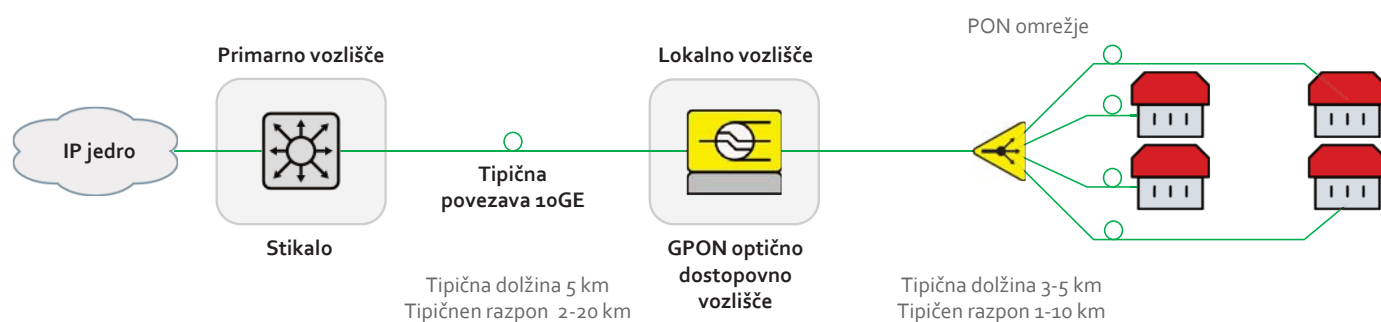 PON omrežje
Primarno vozlišče
Lokalno vozlišče
IP jedro
Tipična
povezava 10GE
Stikalo
GPON optično
dostopovno
vozlišče
Tipična dolžina 5 km
Tipičnen razpon 2-20 km
Tipična dolžina 3-5 km
Tipičen razpon 1-10 km